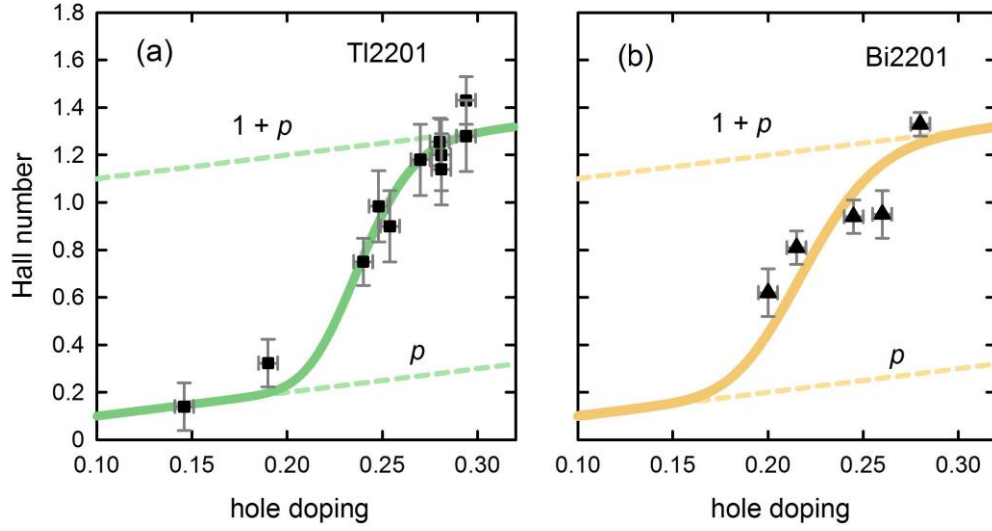 1.8
1.6
1.4
1.2
1.0
0.8
0.6
0.4
0.2
0
Hall number
(a)
Tl2201
1 + p
p
0.10
0.15
0.20
0.25
0.30
hole doping
(b)
Bi2201
1 + p
p
0.10
0.15
0.20
0.25
0.30
hole doping